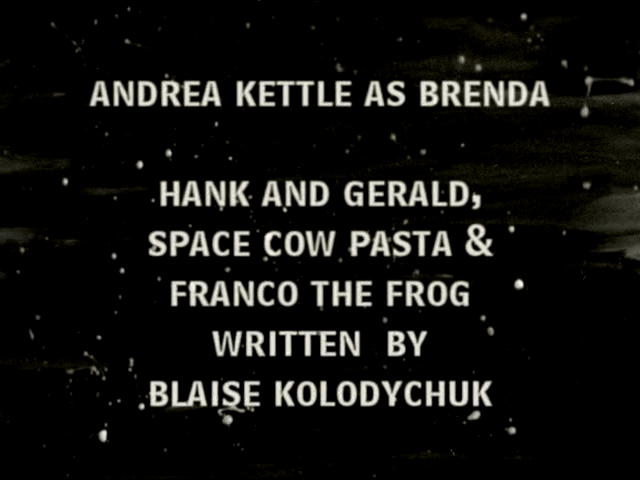 ANDREA KETTLE AS BRENDA
HANK AND GERALD,
SPACE COW PASTA &
FRANCO THE FROG
WRITTEN BY
BLAISE KOLODYCHUK